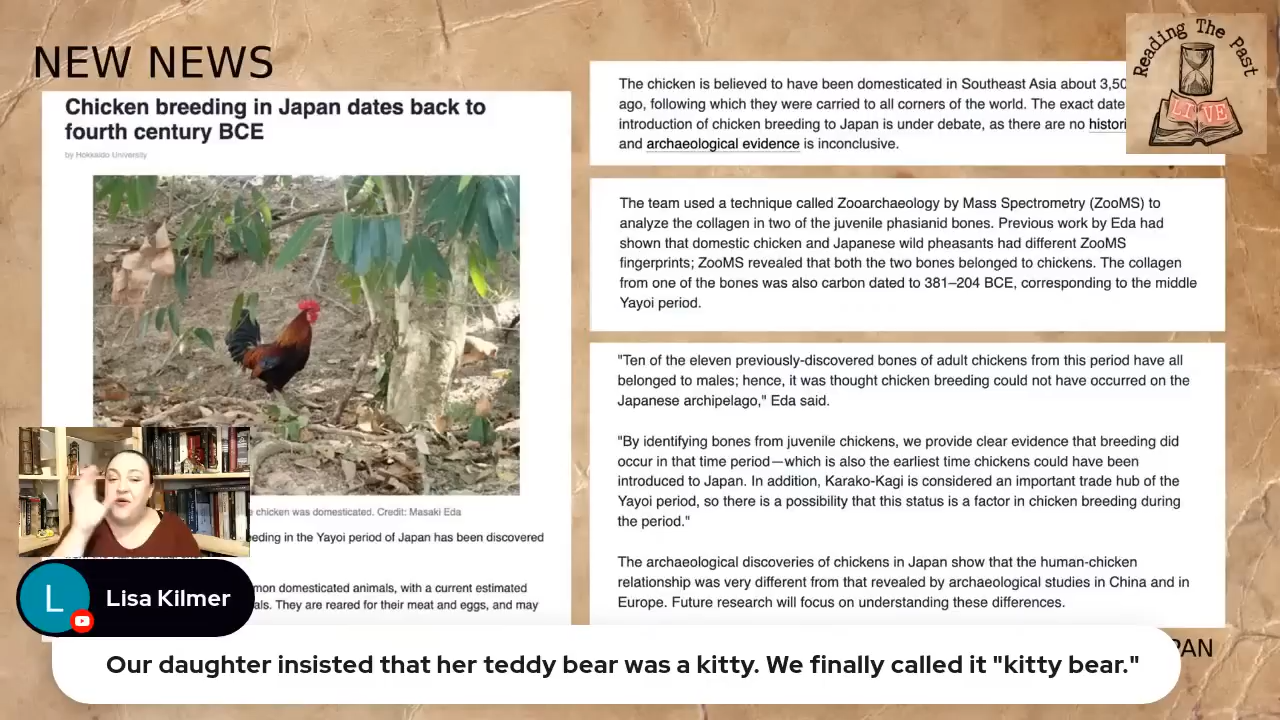 NEW NEWS
Chicken breeding in Japan dates back to
fourth century BCE
by Hokkaido University
chicken was domesticated. Credit: Masaki Eda
eding in the Yayoi period of Japan has been discovered
mon domesticated animals, with a current estimated
als. They are reared for their meat and eggs, and may
The chicken is believed to have been domesticated in Southeast Asia about 3,50
ago, following which they were carried to all corners of the world. The exact date
introduction of chicken breeding to Japan is under debate, as there are no histori
and archaeological evidence is inconclusive.
The team used a technique called Zooarchaeology by Mass Spectrometry (ZooMS) to
analyze the collagen in two of the juvenile phasianid bones. Previous work by Eda had
shown that domestic chicken and Japanese wild pheasants had different ZooMS
fingerprints; ZooMS revealed that both the two bones belonged to chickens. The collagen
from one of the bones was also carbon dated to 381–204 BCE, corresponding to the middle
Yayoi period.
"Ten of the eleven previously-discovered bones of adult chickens from this period have all
belonged to males; hence, it was thought chicken breeding could not have occurred on the
Japanese archipelago," Eda said.
"By identifying bones from juvenile chickens, we provide clear evidence that breeding did
occur in that time period—which is also the earliest time chickens could have been
introduced to Japan. In addition, Karako-Kagi is considered an important trade hub of the
Yayoi period, so there is a possibility that this status is a factor in chicken breeding during
the period."
The archaeological discoveries of chickens in Japan show that the human-chicken
relationship was very different from that revealed by archaeological studies in China and in
Europe. Future research will focus on understanding these differences.
Reading The Past
LIVE
PAN
L
Lisa Kilmer
Our daughter insisted that her teddy bear was a kitty. We finally called it "kitty bear."